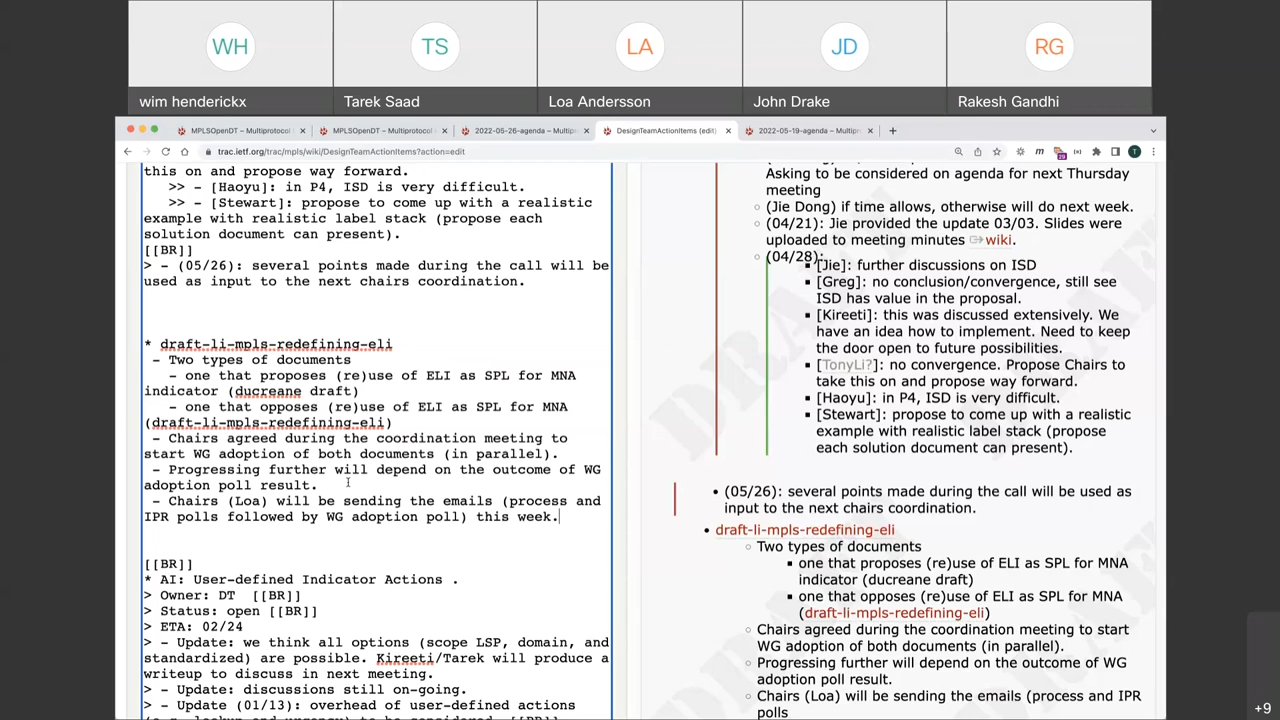 WH
TS
LA
JD
RG
wim henderickx
Tarek Saad
Loa Andersson
John Drake
Rakesh Gandhi
MPLSOpenDT – Multiprotocol
MPLSOpenDT – Multiprotocol
2022-05-26-agenda – Multip
DesignTeamActionItems (edit)
2022-05-19-agenda – Multipr
trac.ietf.org/trac/mpls/wiki/DesignTeamActionItems?action=edit
this on and propose way forward.
>> - [Haoyu]: in P4, ISD is very difficult.
>> - [Stewart]: propose to come up with a realistic
example with realistic label stack (propose each
solution document can present).
[[BR]]
> - (05/26): several points made during the call will be
used as input to the next chairs coordination.
* draft-li-mpls-redefining-eli
- Two types of documents
- one that proposes (re)use of ELI as SPL for MNA
indicator (ducreane draft)
- one that opposes (re)use of ELI as SPL for MNA
(draft-li-mpls-redefining-eli)
- Chairs agreed during the coordination meeting to
start WG adoption of both documents (in parallel).
- Progressing further will depend on the outcome of WG
adoption poll result.
- Chairs (Loa) will be sending the emails (process and
IPR polls followed by WG adoption poll) this week.
[[BR]]
* AI: User-defined Indicator Actions .
> Owner: DT [[BR]]
> Status: open [[BR]]
> ETA: 02/24
> - Update: we think all options (scope LSP, domain, and
standardized) are possible. Kireeti/Tarek will produce a
writeup to discuss in next meeting.
> - Update: discussions still on-going.
> - Update (01/13): overhead of user-defined actions
Asking to be considered on agenda for next Thursday
meeting
(Jie Dong) if time allows, otherwise will do next week.
(04/21): Jie provided the update 03/03. Slides were
uploaded to meeting minutes wiki.
(04/28):
[Jie]: further discussions on ISD
[Greg]: no conclusion/convergence, still see
ISD has value in the proposal.
[Kireeti]: this was discussed extensively. We
have an idea how to implement. Need to keep
the door open to future possibilities.
[TonyLi?]: no convergence. Propose Chairs to
take this on and propose way forward.
[Haoyu]: in P4, ISD is very difficult.
[Stewart]: propose to come up with a realistic
example with realistic label stack (propose
each solution document can present).
(05/26): several points made during the call will be used as
input to the next chairs coordination.
draft-li-mpls-redefining-eli
Two types of documents
one that proposes (re)use of ELI as SPL for MNA
indicator (ducreane draft)
one that opposes (re)use of ELI as SPL for MNA
(draft-li-mpls-redefining-eli)
Chairs agreed during the coordination meeting to start
WG adoption of both documents (in parallel).
Progressing further will depend on the outcome of WG
adoption poll result.
Chairs (Loa) will be sending the emails (process and IPR
polls
+9